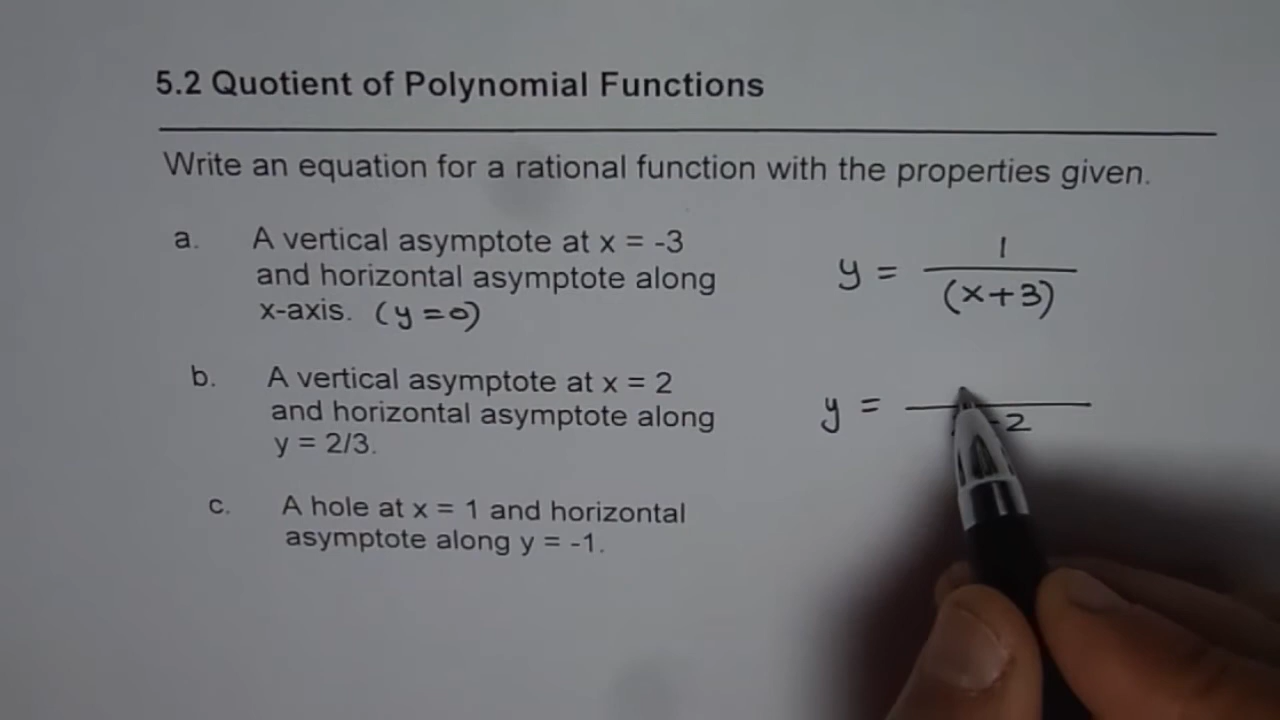 5.2 Quotient of Polynomial Functions
Write an equation for a rational function with the properties given.
a. A vertical asymptote at x = -3
and horizontal asymptote along
x-axis. (y = 0)
y = 1
(x+3)
b. A vertical asymptote at x = 2
and horizontal asymptote along
y = 2/3.
y =
-2
c. A hole at x = 1 and horizontal
asymptote along y = -1.